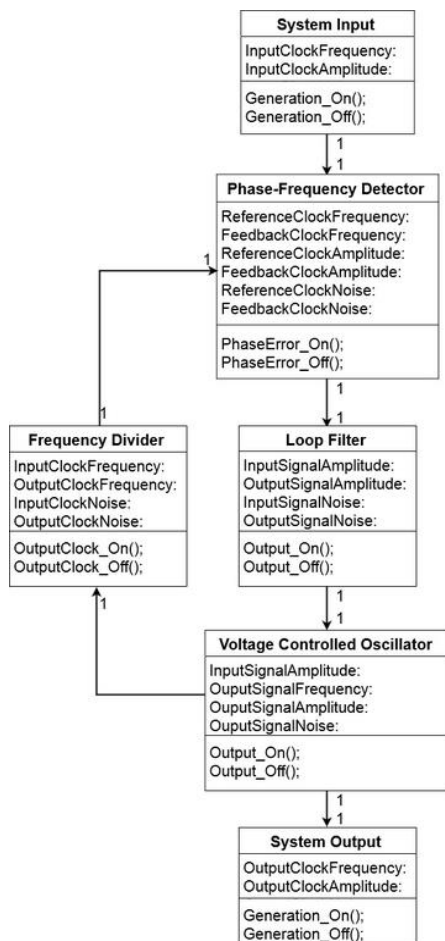 System Input
InputClockFrequency:
InputClockAmplitude:
Generation_On();
Generation_Off();
1
1
Phase-Frequency Detector
ReferenceClockFrequency:
FeedbackClockFrequency:
ReferenceClockAmplitude:
FeedbackClockAmplitude:
ReferenceClockNoise:
FeedbackClockNoise:
PhaseError_On();
PhaseError_Off();
1
1
1
1
Frequency Divider
InputClockFrequency:
OutputClockFrequency:
InputClockNoise:
OutputClockNoise:
OutputClock_On();
OutputClock_Off();
1
Loop Filter
InputSignalAmplitude:
OutputSignalAmplitude:
InputSignalNoise:
OutputSignalNoise:
Output_On();
Output_Off();
1
1
Voltage Controlled Oscillator
InputSignalAmplitude:
OuputSignalFrequency:
OuputSignalAmplitude:
OuputSignalNoise:
Output_On();
Output_Off();
1
1
System Output
OutputClockFrequency:
OutputClockAmplitude:
Generation_On();
Generation_Off();